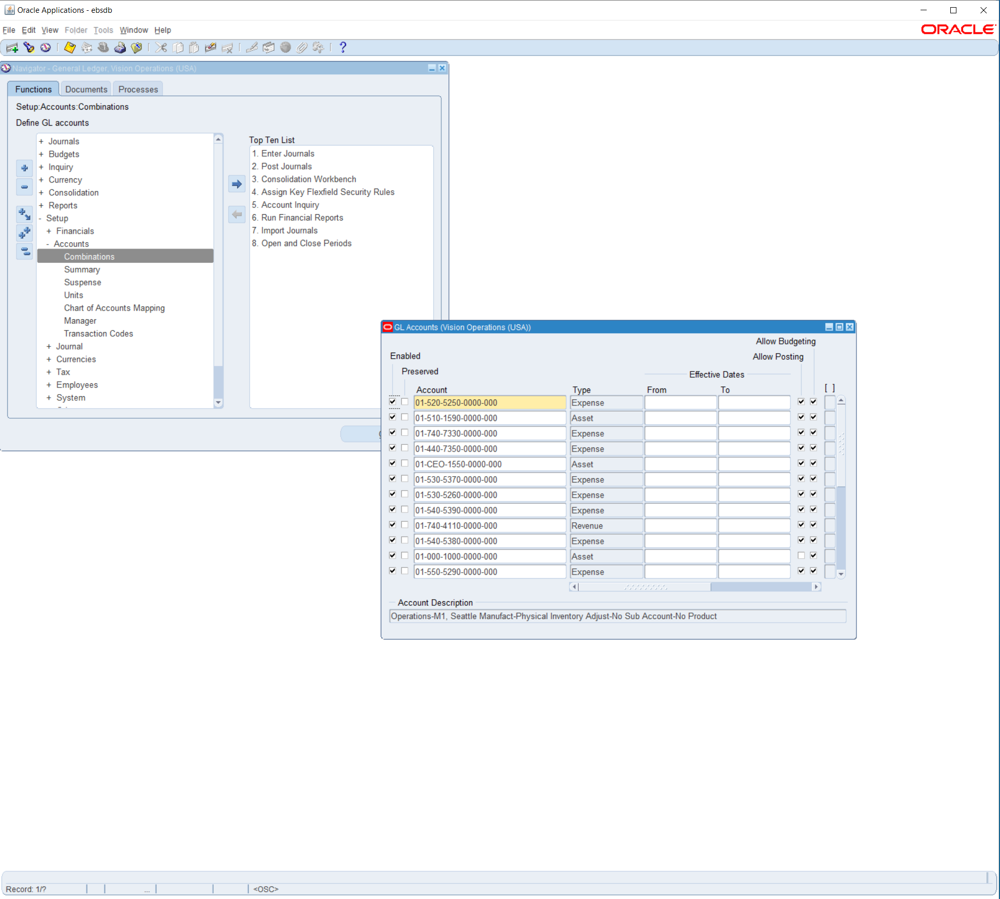 Oracle Applications - ebsdb
File Edit View Folder Tools Window Help
ORACLE
Navigator - General Ledger, Vision Operations (USA)
Functions Documents Processes
Setup:Accounts:Combinations
Define GL accounts
+ Journals
+ Budgets
+ Inquiry
+ Currency
+ Consolidation
+ Reports
- Setup
+ Financials
- Accounts
Combinations
Summary
Suspense
Units
Chart of Accounts Mapping
Manager
Transaction Codes
+ Journal
+ Currencies
+ Tax
+ Employees
+ System
Top Ten List
1. Enter Journals
2. Post Journals
3. Consolidation Workbench
4. Assign Key Flexfield Security Rules
5. Account Inquiry
6. Run Financial Reports
7. Import Journals
8. Open and Close Periods
GL Accounts (Vision Operations (USA))
Allow Budgeting
Enabled Allow Posting
Preserved Effective Dates
Account Type From To [ ]
01-520-5250-0000-000 Expense
01-510-1590-0000-000 Asset
01-740-7330-0000-000 Expense
01-440-7350-0000-000 Expense
01-CEO-1550-0000-000 Asset
01-530-5370-0000-000 Expense
01-530-5260-0000-000 Expense
01-540-5390-0000-000 Expense
01-740-4110-0000-000 Revenue
01-540-5380-0000-000 Expense
01-000-1000-0000-000 Asset
01-550-5290-0000-000 Expense
Account Description
Operations-M1, Seattle Manufact-Physical Inventory Adjust-No Sub Account-No Product
Record: 1/? ... <OSC>